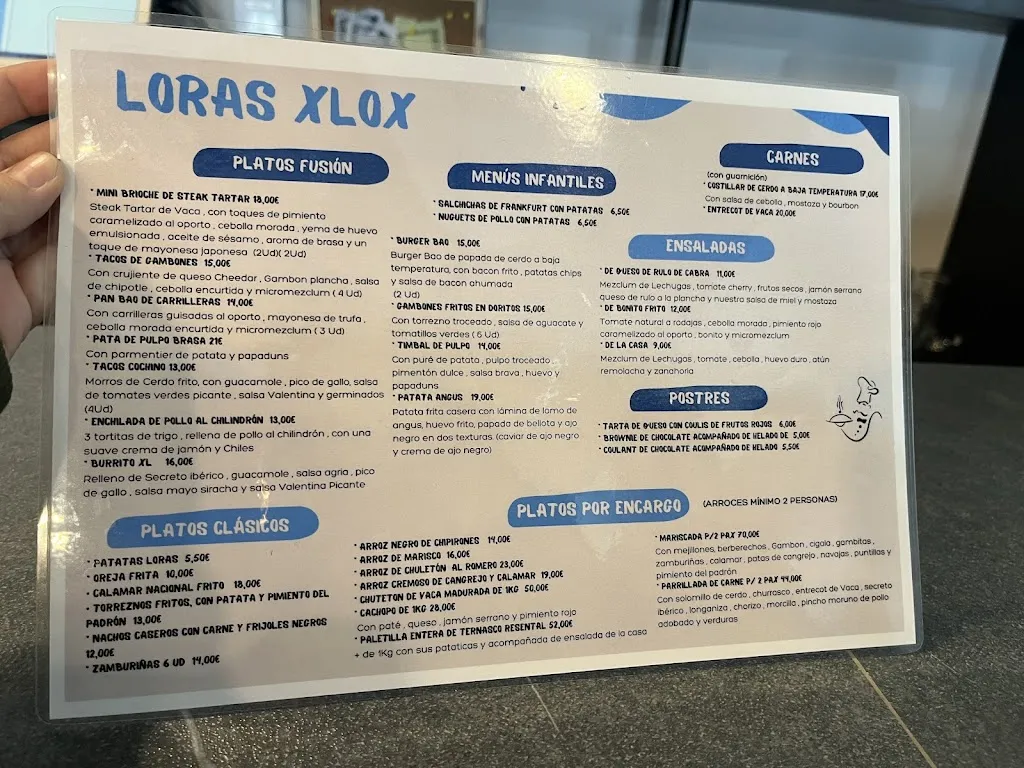 LORAS XLOX
PLATOS FUSIÓN
* MINI BRIOCHE DE STEAK TARTAR 18,00€
Steak Tartar de Vaca , con toques de pimiento
caramelizado al oporto , cebolla morada , yema de huevo
emulsionada , aceite de sésamo , aroma de brasa y un
toque de mayonesa japonesa (2Ud)( 2Ud)
* TACOS DE GAMBONES 15,00€
Con crujiente de queso Cheedar , Gambon plancha , salsa
de chipotle , cebolla encurtida y micromezclum ( 4 Ud)
* PAN BAO DE CARRILLERAS 14,00€
Con carrilleras guisadas al oporto , mayonesa de trufa ,
cebolla morada encurtida y micromezclum ( 3 Ud)
* PATA DE PULPO BRASA 21€
Con parmentier de patata y papaduns
* TACOS COCHINO 13,00€
Morros de Cerdo frito, con guacamole , pico de gallo, salsa
de tomates verdes picante , salsa Valentina y germinados
(4Ud)
* ENCHILADA DE POLLO AL CHILINDRÓN 13,00€
3 tortitas de trigo , rellena de pollo al chilindrón , con una
suave crema de jamón y Chiles
* BURRITO XL 16,00€
Relleno de Secreto ibérico , guacamole , salsa agria , pico
de gallo , salsa mayo siracha y salsa Valentina Picante
MENÚS INFANTILES
* SALCHICHAS DE FRANKFURT CON PATATAS 6,50€
* NUGUETS DE POLLO CON PATATAS 6,50€
* BURGER BAO 15,00€
Burger Bao de papada de cerdo a baja
temperatura, con bacon frito , patatas chips
y salsa de bacon ahumada
(2 Ud)
* GAMBONES FRITOS EN DORITOS 15,00€
Con torrezno troceado , salsa de aguacate y
tomatillos verdes ( 6 Ud)
* TIMBAL DE PULPO 14,00€
Con puré de patata , pulpo troceado ,
pimentón dulce , salsa brava , huevo y
papaduns
* PATATA ANGUS 19,00€
Patata frita casera con lámina de lomo de
angus, huevo frito, papada de bellota y ajo
negro en dos texturas. (caviar de ajo negro
y crema de ajo negro)
CARNES
(con guarnición)
* COSTILLAR DE CERDO A BAJA TEMPERATURA 17,00€
Con salsa de cebolla , mostaza y bourbon
* ENTRECOT DE VACA 20,00€
ENSALADAS
* DE QUESO DE RULO DE CABRA 11,00€
Mezclum de Lechugas , tomate cherry , frutos secos , jamón serrano
queso de rulo a la plancha y nuestra salsa de miel y mostaza
* DE BONITO FRITO 12,00€
Tomate natural a rodajas , cebolla morada , pimiento rojo
caramelizado al oporto , bonito y micromezclum
* DE LA CASA 9,00€
Mezclum de Lechugas , tomate , cebolla , huevo duro , atún
remolacha y zanahoria
POSTRES
* TARTA DE QUESO CON COULIS DE FRUTOS ROJOS 6,00€
* BROWNIE DE CHOCOLATE ACOMPAÑADO DE HELADO DE 5,00€
* COULANT DE CHOCOLATE ACOMPAÑADO DE HELADO 5,50€
PLATOS CLÁSICOS
* PATATAS LORAS 5,50€
* OREJA FRITA 10,00€
* CALAMAR NACIONAL FRITO 18,00€
* TORREZNOS FRITOS, CON PATATA Y PIMIENTO DEL
PADRÓN 13,00€
* NACHOS CASEROS CON CARNE Y FRIJOLES NEGROS
12,00€
* ZAMBURIÑAS 6 UD 14,00€
PLATOS POR ENCARGO
(ARROCES MÍNIMO 2 PERSONAS)
* ARROZ NEGRO DE CHIPIRONES 14,00€
* ARROZ DE MARISCO 16,00€
* ARROZ DE CHULETÓN AL ROMERO 23,00€
* ARROZ CREMOSO DE CANGREJO Y CALAMAR 19,00€
* CHUTETON DE VACA MADURADA DE 1KG 50,00€
* CACHOPO DE 1KG 28,00€
Con paté , queso , jamón serrano y pimiento rojo
* PALETILLA ENTERA DE TERNASCO RESENTAL 52,00€
+ de 1Kg con sus pataticas y acompañada de ensalada de la casa
* MARISCADA P/2 PAX 70,00€
Con mejillones, berberechos , Gambon , cigala , gambitas ,
zamburiñas , calamar , patas de cangrejo , navajas , puntillas y
pimiento del padrón
* PARRILLADA DE CARNE P/ 2 PAX 44,00€
Con solomillo de cerdo , churrasco , entrecot de Vaca , secreto
ibérico , longaniza , chorizo , morcilla , pincho moruno de pollo
adobado y verduras